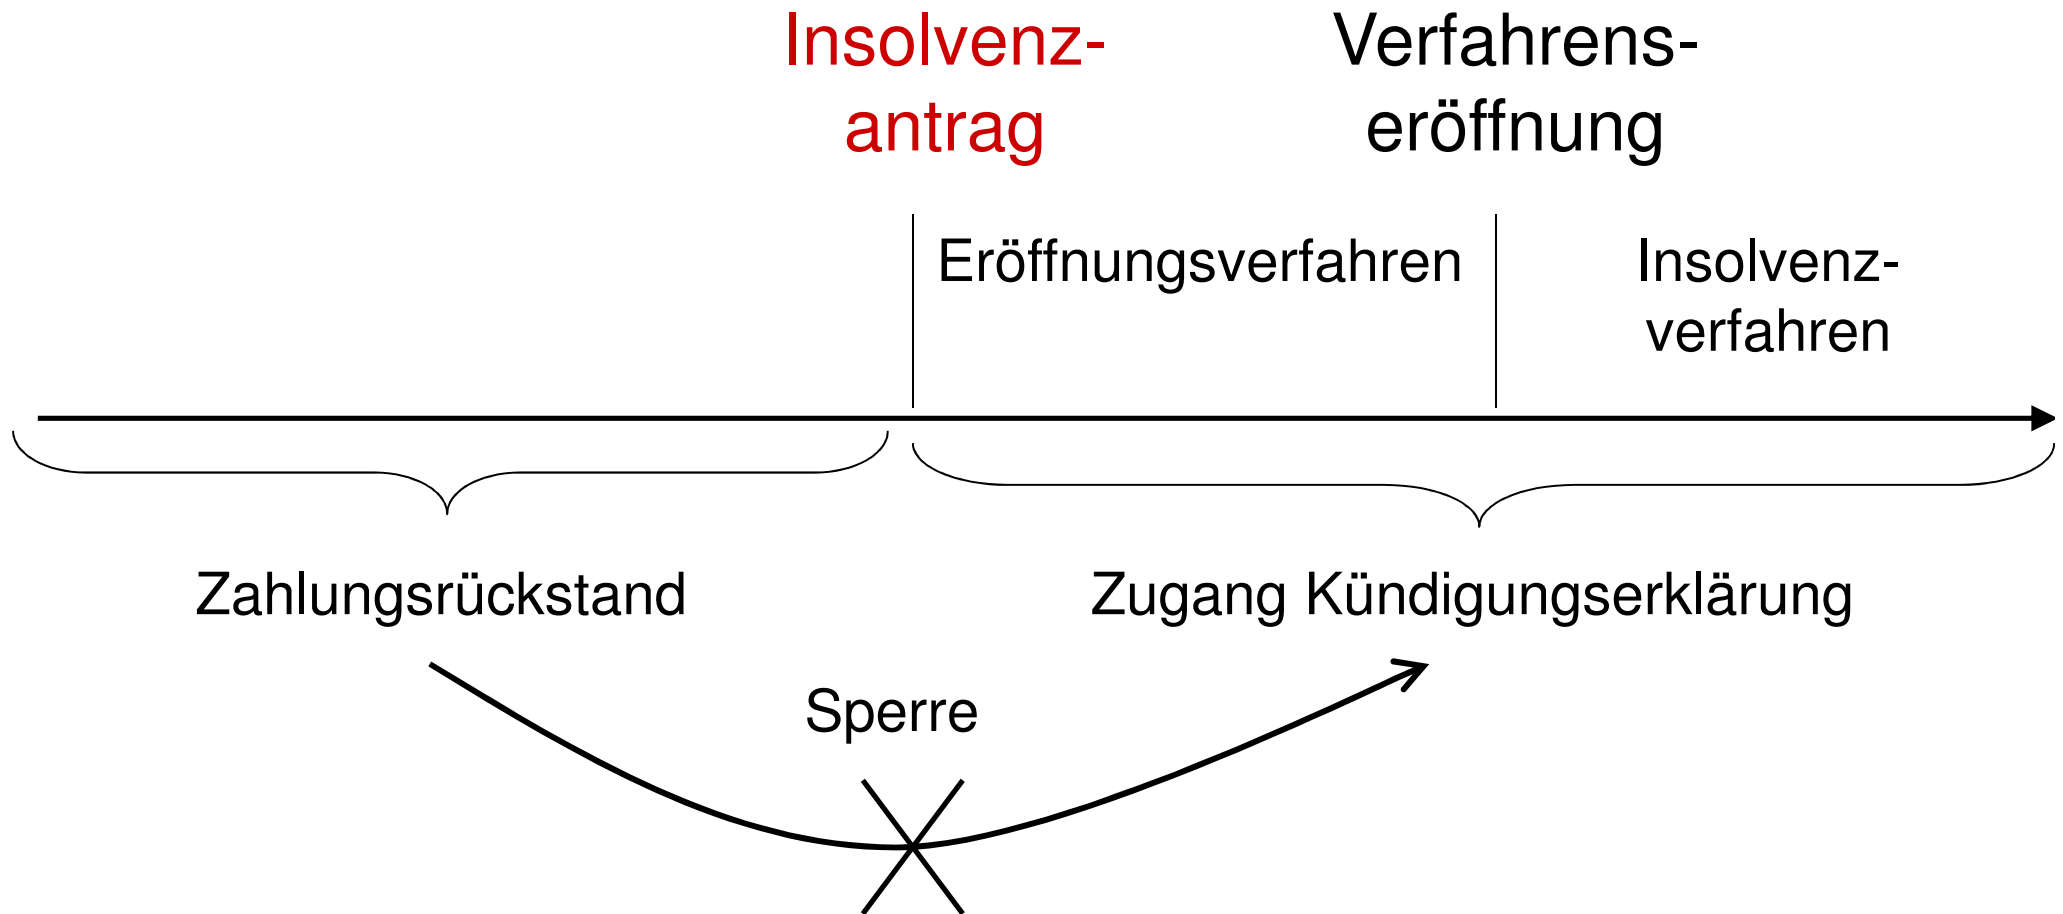 Insolvenz-
antrag
Verfahrens-
eröffnung
Eröffnungsverfahren
Insolvenz-
verfahren
Zahlungsrückstand
Zugang Kündigungserklärung
Sperre